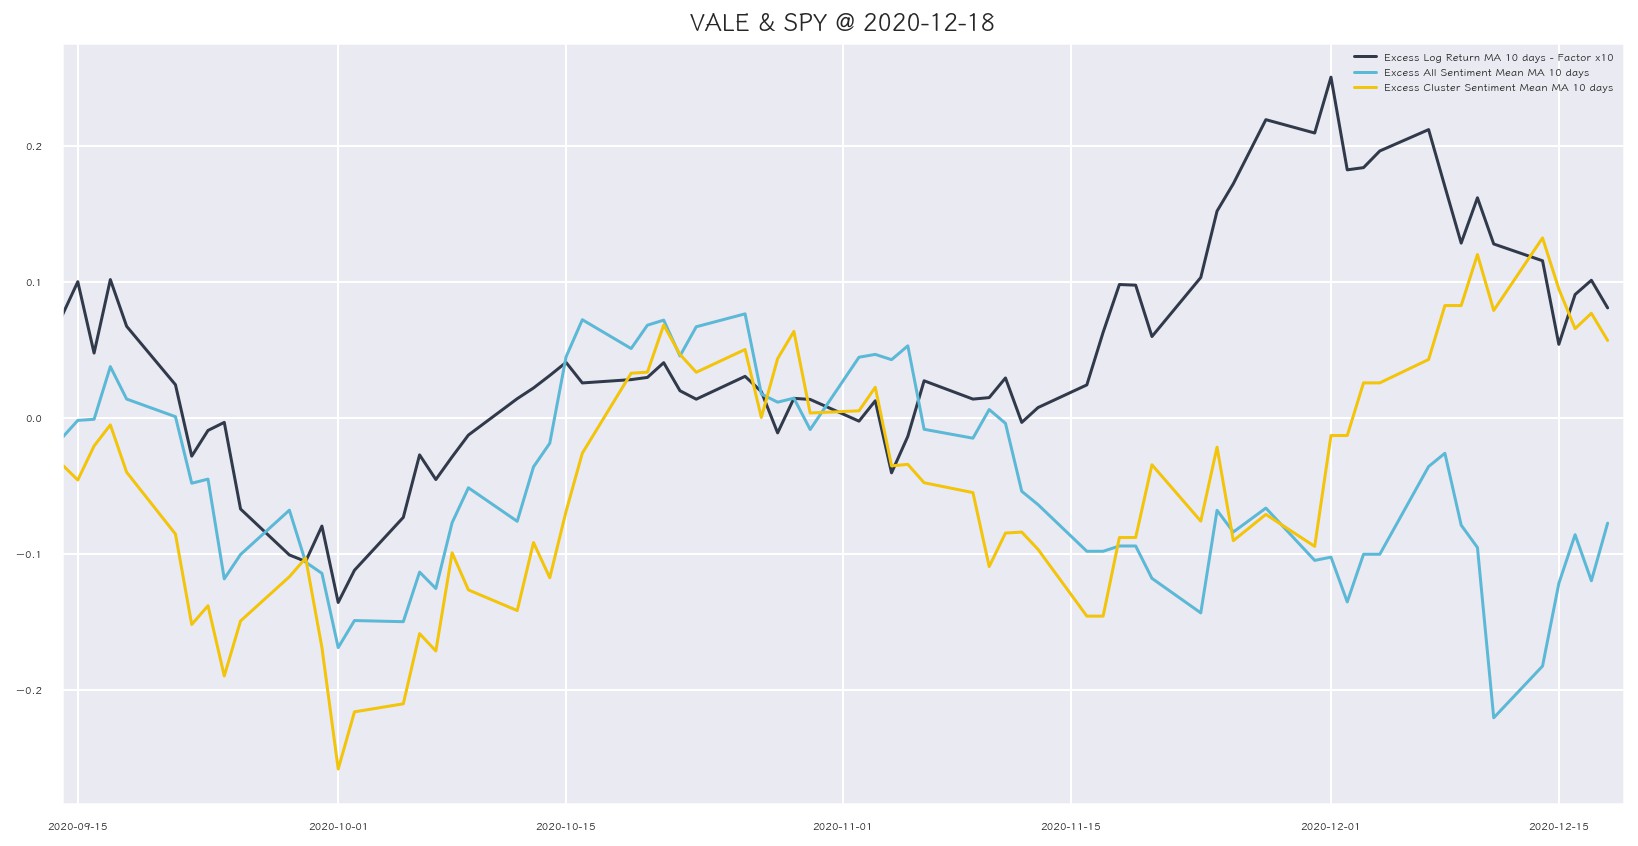 VALE & SPY @ 2020-12-18
Excess Log Return MA 10 days - Factor x10
Excess All Sentiment Mean MA 10 days
Excess Cluster Sentiment Mean MA 10 days
0.2
0.1
0.0
−0.1
−0.2
2020-09-15 2020-10-01 2020-10-15 2020-11-01 2020-11-15 2020-12-01 2020-12-15